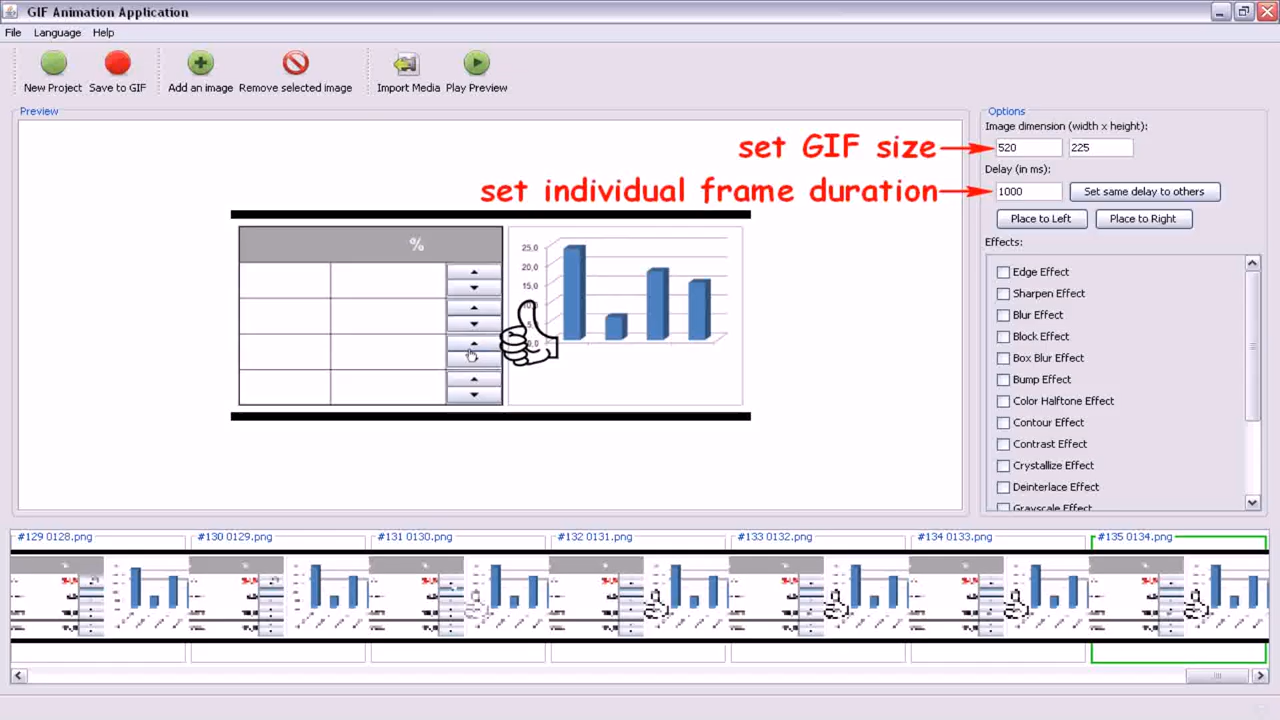 GIF Animation Application
File Language Help
New Project Save to GIF Add an image Remove selected image Import Media Play Preview
Preview
Options
Image dimension (width x height):
set GIF size
520 225
Delay (in ms):
set individual frame duration
1000 Set same delay to others
Place to Left Place to Right
Effects:
%
25,0
20,0
15,0
Edge Effect
Sharpen Effect
Blur Effect
Block Effect
Box Blur Effect
Bump Effect
Color Halftone Effect
Contour Effect
Contrast Effect
Crystallize Effect
Deinterlace Effect
Grayscale Effect
#129 0128.png #130 0129.png #131 0130.png #132 0131.png #133 0132.png #134 0133.png #135 0134.png